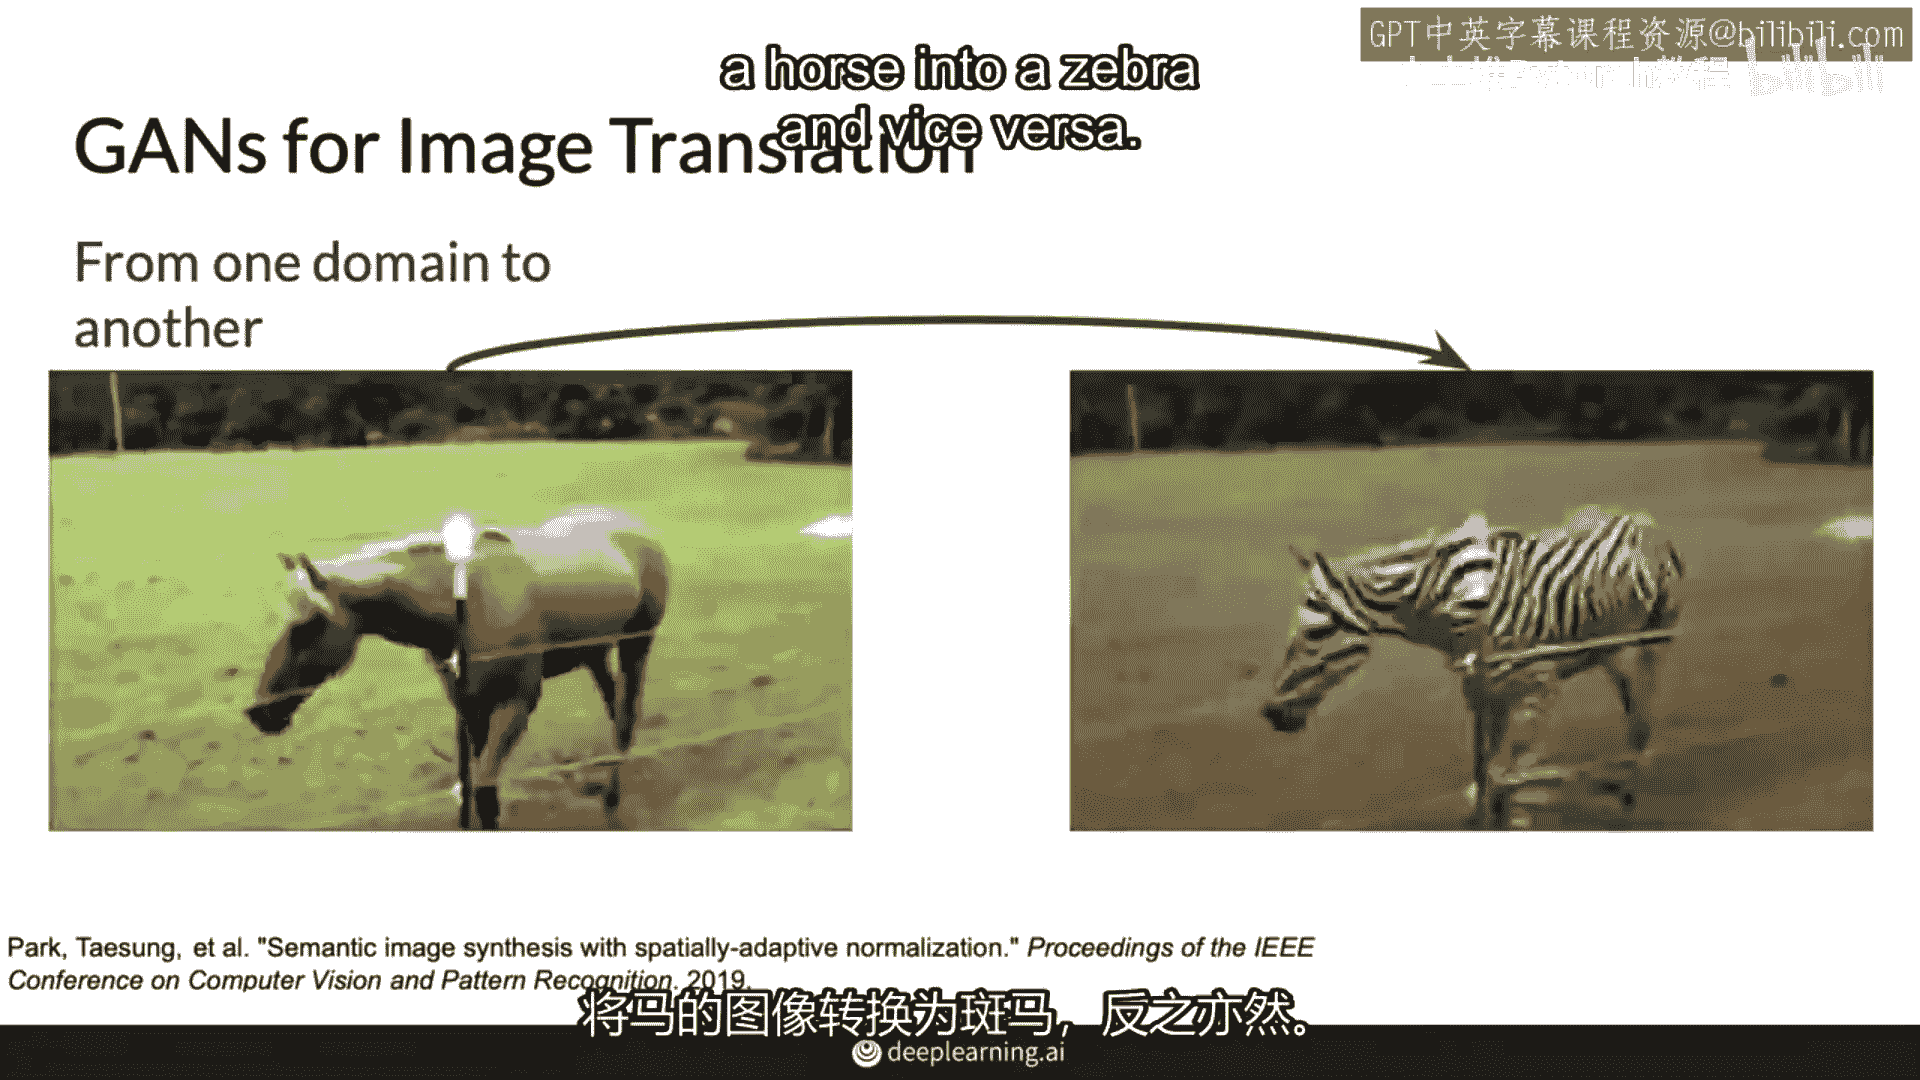 GPT中英字幕课程资源@bilibili.com
bilibili
a horse into a zebra
and vice versa.
GANs for Image Translation
From one domain to
another
Park, Taesung, et al. "Semantic image synthesis with spatially-adaptive normalization." Proceedings of the IEEE
Conference on Computer Vision and Pattern Recognition. 2019.
将马的图像转换为斑马，反之亦然。
deeplearning.ai